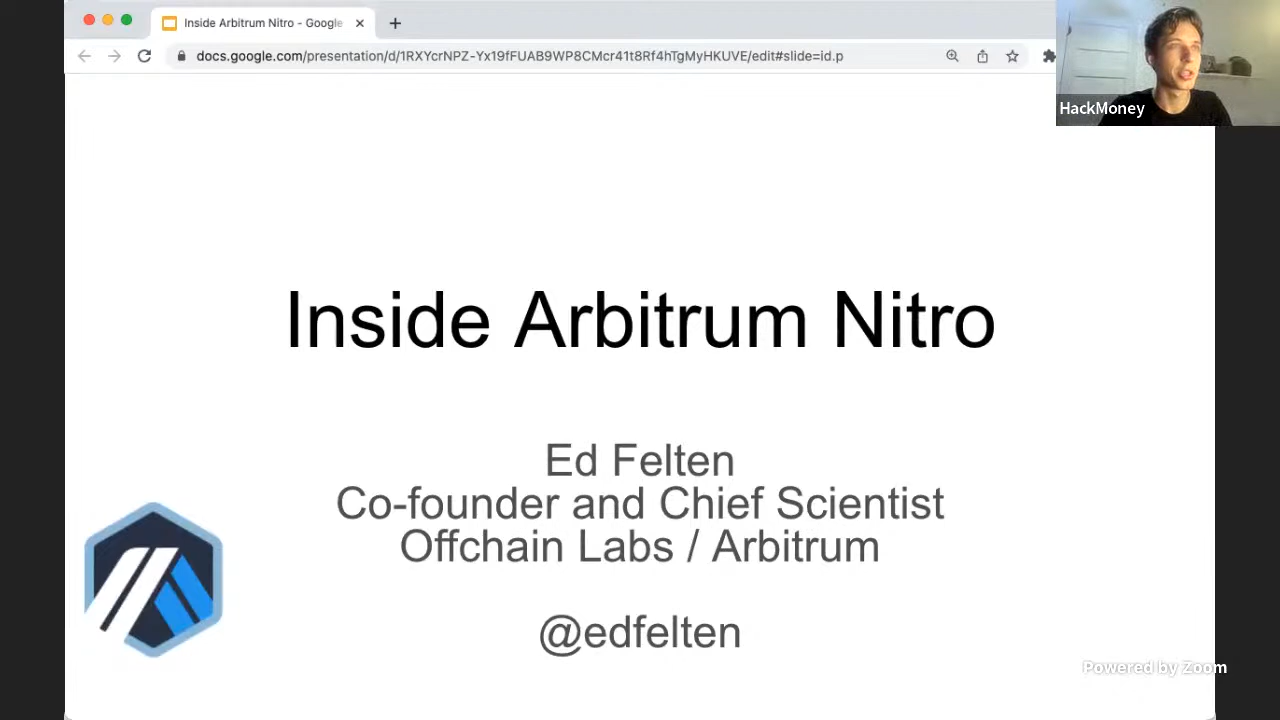 Inside Arbitrum Nitro - Google
docs.google.com/presentation/d/1RXYcrNPZ-Yx19fFUAB9WP8CMcr41t8Rf4hTgMyHKUVE/edit#slide=id.p
HackMoney
Inside Arbitrum Nitro
Ed Felten
Co-founder and Chief Scientist
Offchain Labs / Arbitrum
@edfelten
Powered by Zoom